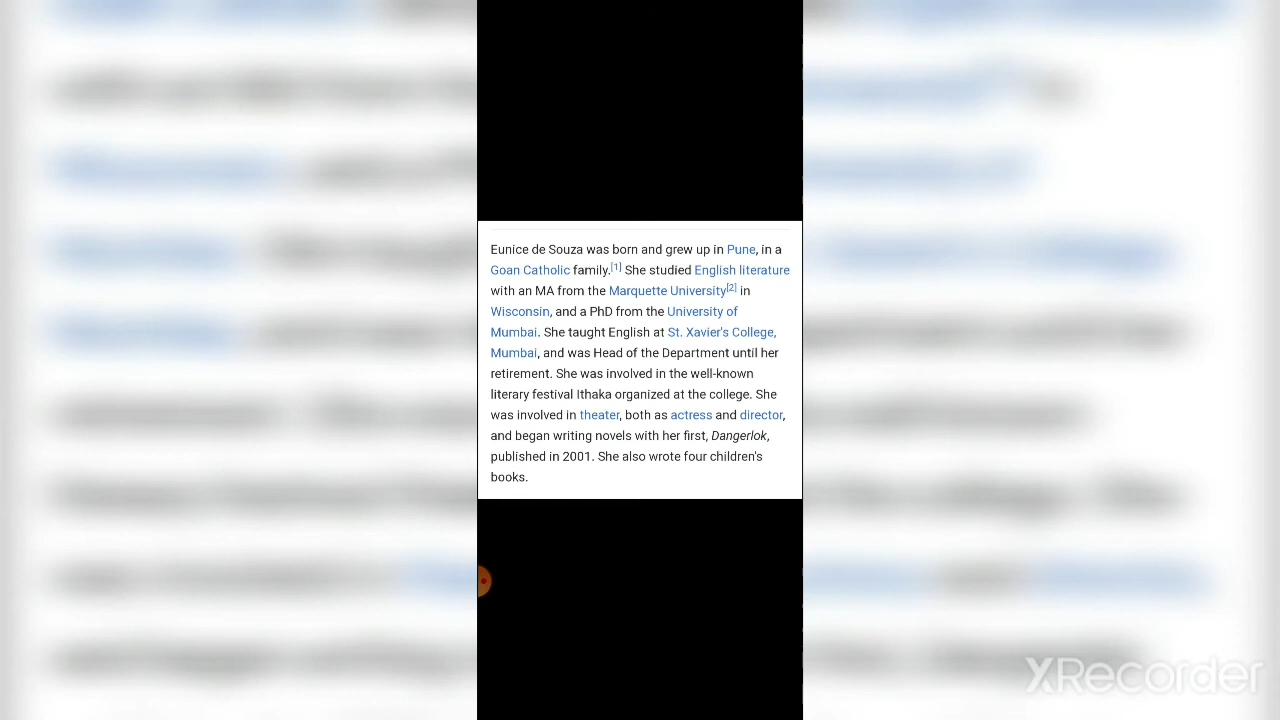 Eunice de Souza was born and grew up in Pune, in a
Goan Catholic family.[1] She studied English literature
with an MA from the Marquette University[2] in
Wisconsin, and a PhD from the University of
Mumbai. She taught English at St. Xavier's College,
Mumbai, and was Head of the Department until her
retirement. She was involved in the well-known
literary festival Ithaka organized at the college. She
was involved in theater, both as actress and director,
and began writing novels with her first, Dangerlok,
published in 2001. She also wrote four children's
books.
XRecorder